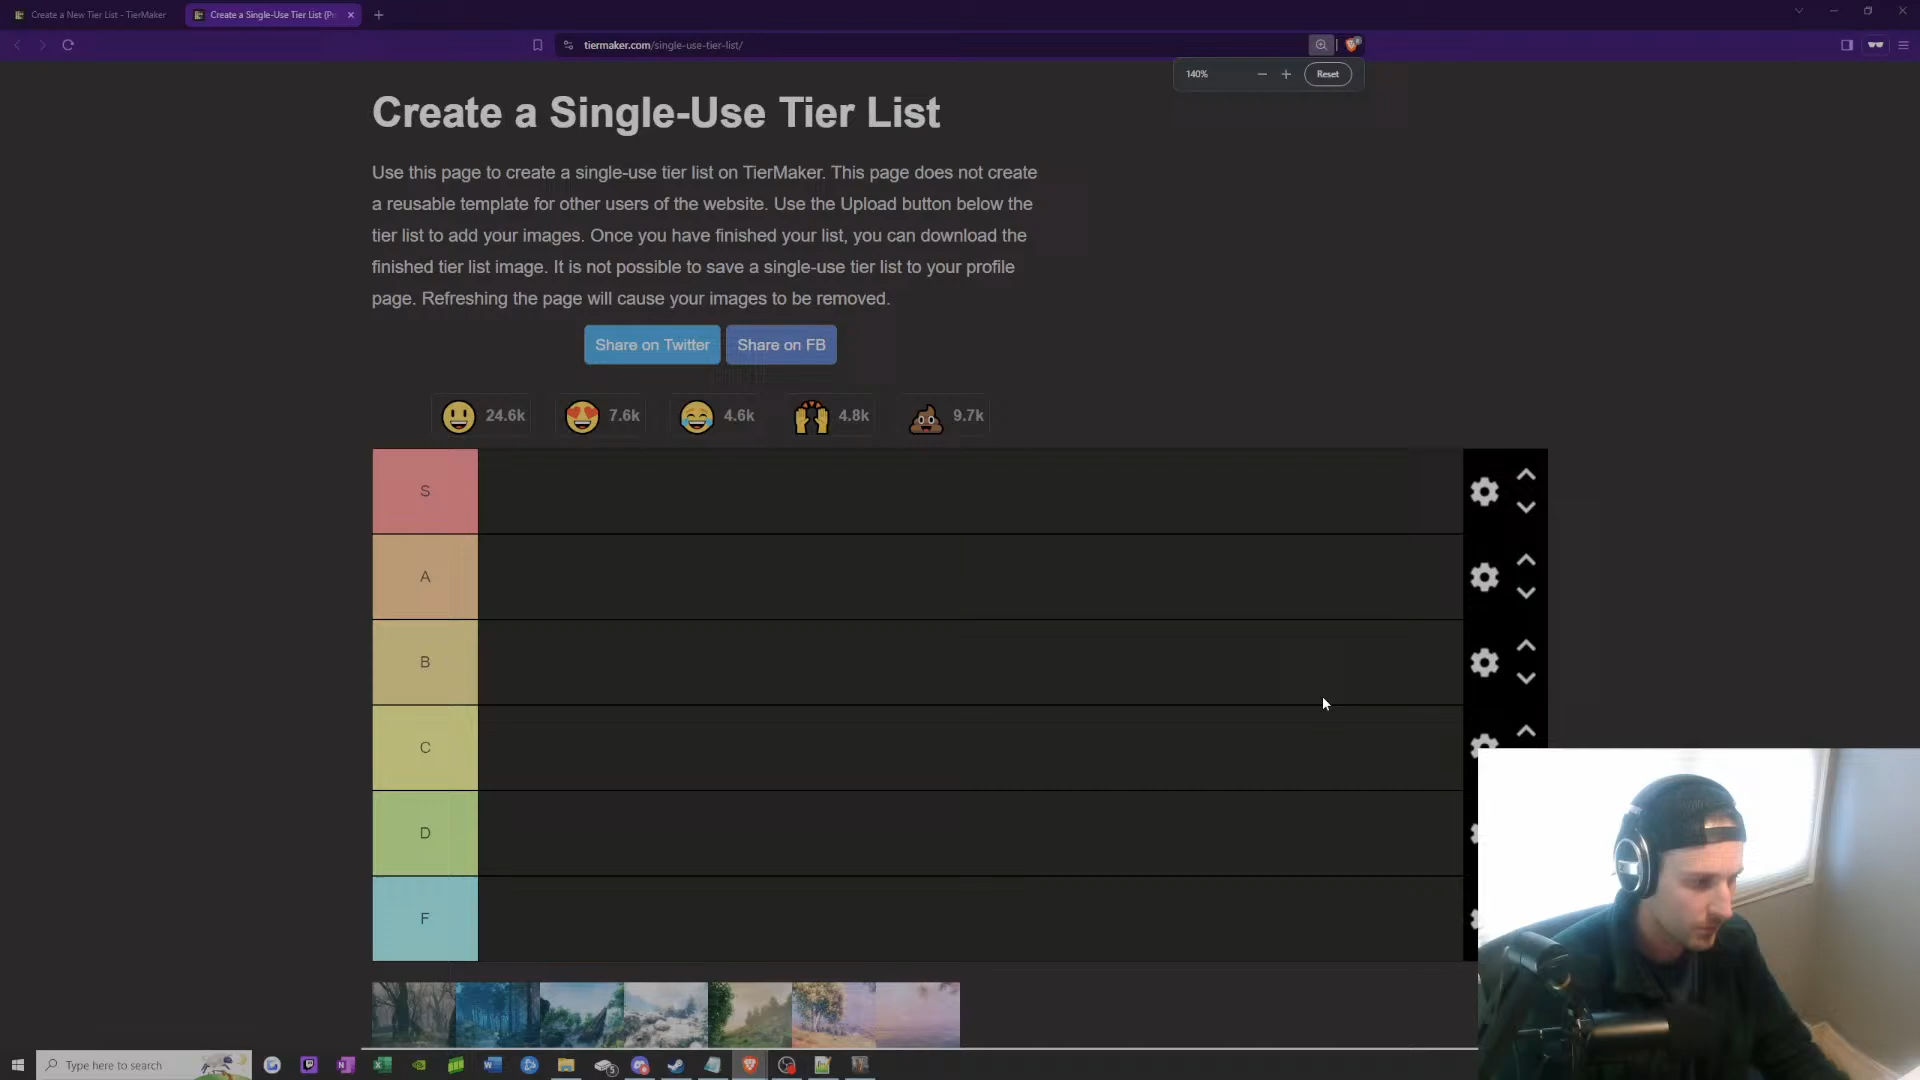 Create a New Tier List - TierMaker
Create a Single-Use Tier List (P
tiermaker.com/single-use-tier-list/
140%
Reset
Create a Single-Use Tier List
Use this page to create a single-use tier list on TierMaker. This page does not create
a reusable template for other users of the website. Use the Upload button below the
tier list to add your images. Once you have finished your list, you can download the
finished tier list image. It is not possible to save a single-use tier list to your profile
page. Refreshing the page will cause your images to be removed.
Share on Twitter
Share on FB
24.6k
7.6k
4.6k
4.8k
9.7k
S
A
B
C
D
F
Type here to search